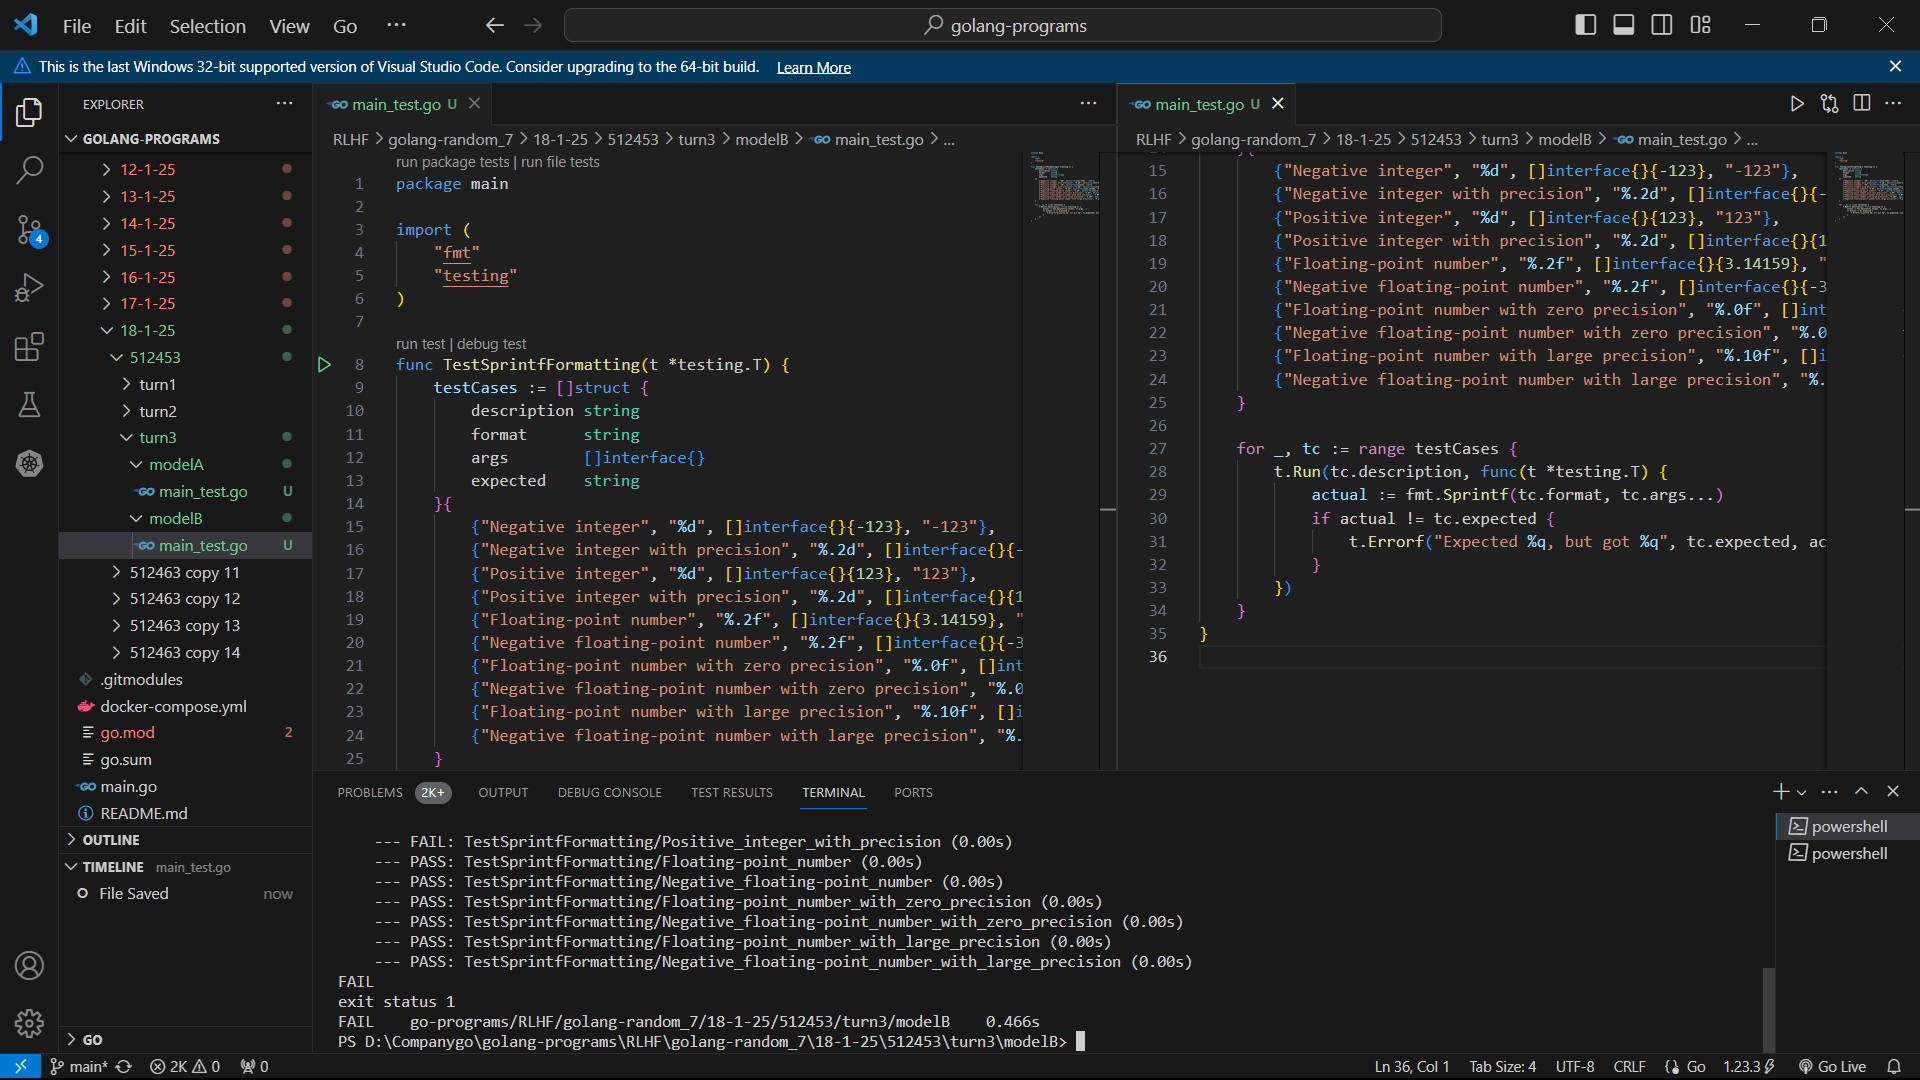 File Edit Selection View Go ··· golang-programs
This is the last Windows 32-bit supported version of Visual Studio Code. Consider upgrading to the 64-bit build. Learn More
EXPLORER
GOLANG-PROGRAMS
12-1-25
13-1-25
14-1-25
15-1-25
16-1-25
17-1-25
18-1-25
512453
turn1
turn2
turn3
modelA
main_test.go U
modelB
main_test.go U
512463 copy 11
512463 copy 12
512463 copy 13
512463 copy 14
.gitmodules
docker-compose.yml
go.mod 2
go.sum
main.go
README.md
OUTLINE
TIMELINE main_test.go
File Saved now
GO
4
main_test.go U
RLHF > golang-random_7 > 18-1-25 > 512453 > turn3 > modelB > main_test.go > ...
run package tests | run file tests
1 package main
2
3 import (
4 "fmt"
5 "testing"
6 )
7
run test | debug test
8 func TestSprintfFormatting(t *testing.T) {
9 testCases := []struct {
10 description string
11 format string
12 args []interface{}
13 expected string
14 }{
15 {"Negative integer", "%d", []interface{}{-123}, "-123"},
16 {"Negative integer with precision", "%.2d", []interface{}{-
17 {"Positive integer", "%d", []interface{}{123}, "123"},
18 {"Positive integer with precision", "%.2d", []interface{}{1
19 {"Floating-point number", "%.2f", []interface{}{3.14159}, "
20 {"Negative floating-point number", "%.2f", []interface{}{-3
21 {"Floating-point number with zero precision", "%.0f", []int
22 {"Negative floating-point number with zero precision", "%.0
23 {"Floating-point number with large precision", "%.10f", []i
24 {"Negative floating-point number with large precision", "%.
25 }
main_test.go U
RLHF > golang-random_7 > 18-1-25 > 512453 > turn3 > modelB > main_test.go > ...
15 {"Negative integer", "%d", []interface{}{-123}, "-123"},
16 {"Negative integer with precision", "%.2d", []interface{}{-
17 {"Positive integer", "%d", []interface{}{123}, "123"},
18 {"Positive integer with precision", "%.2d", []interface{}{1
19 {"Floating-point number", "%.2f", []interface{}{3.14159}, "
20 {"Negative floating-point number", "%.2f", []interface{}{-3
21 {"Floating-point number with zero precision", "%.0f", []int
22 {"Negative floating-point number with zero precision", "%.0
23 {"Floating-point number with large precision", "%.10f", []i
24 {"Negative floating-point number with large precision", "%.
25 }
26
27 for _, tc := range testCases {
28 t.Run(tc.description, func(t *testing.T) {
29 actual := fmt.Sprintf(tc.format, tc.args...)
30 if actual != tc.expected {
31 t.Errorf("Expected %q, but got %q", tc.expected, ac
32 }
33 })
34 }
35 }
36
PROBLEMS 2K+ OUTPUT DEBUG CONSOLE TEST RESULTS TERMINAL PORTS
--- FAIL: TestSprintfFormatting/Positive_integer_with_precision (0.00s)
--- PASS: TestSprintfFormatting/Floating-point_number (0.00s)
--- PASS: TestSprintfFormatting/Negative_floating-point_number (0.00s)
--- PASS: TestSprintfFormatting/Floating-point_number_with_zero_precision (0.00s)
--- PASS: TestSprintfFormatting/Negative_floating-point_number_with_zero_precision (0.00s)
--- PASS: TestSprintfFormatting/Floating-point_number_with_large_precision (0.00s)
--- PASS: TestSprintfFormatting/Negative_floating-point_number_with_large_precision (0.00s)
FAIL
exit status 1
FAIL go-programs/RLHF/golang-random_7/18-1-25/512453/turn3/modelB 0.466s
PS D:\Companygo\golang-programs\RLHF\golang-random_7\18-1-25\512453\turn3\modelB>
powershell
powershell
main* 2K 0 0 Ln 36, Col 1 Tab Size: 4 UTF-8 CRLF Go 1.23.3 Go Live